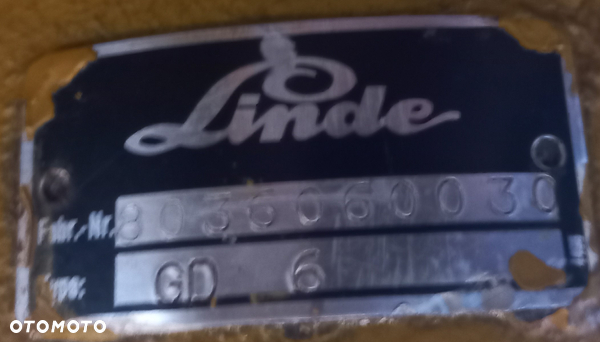 Linde
Fabr.-Nr. 8036060030
Type: GD 6
OTOMOTO